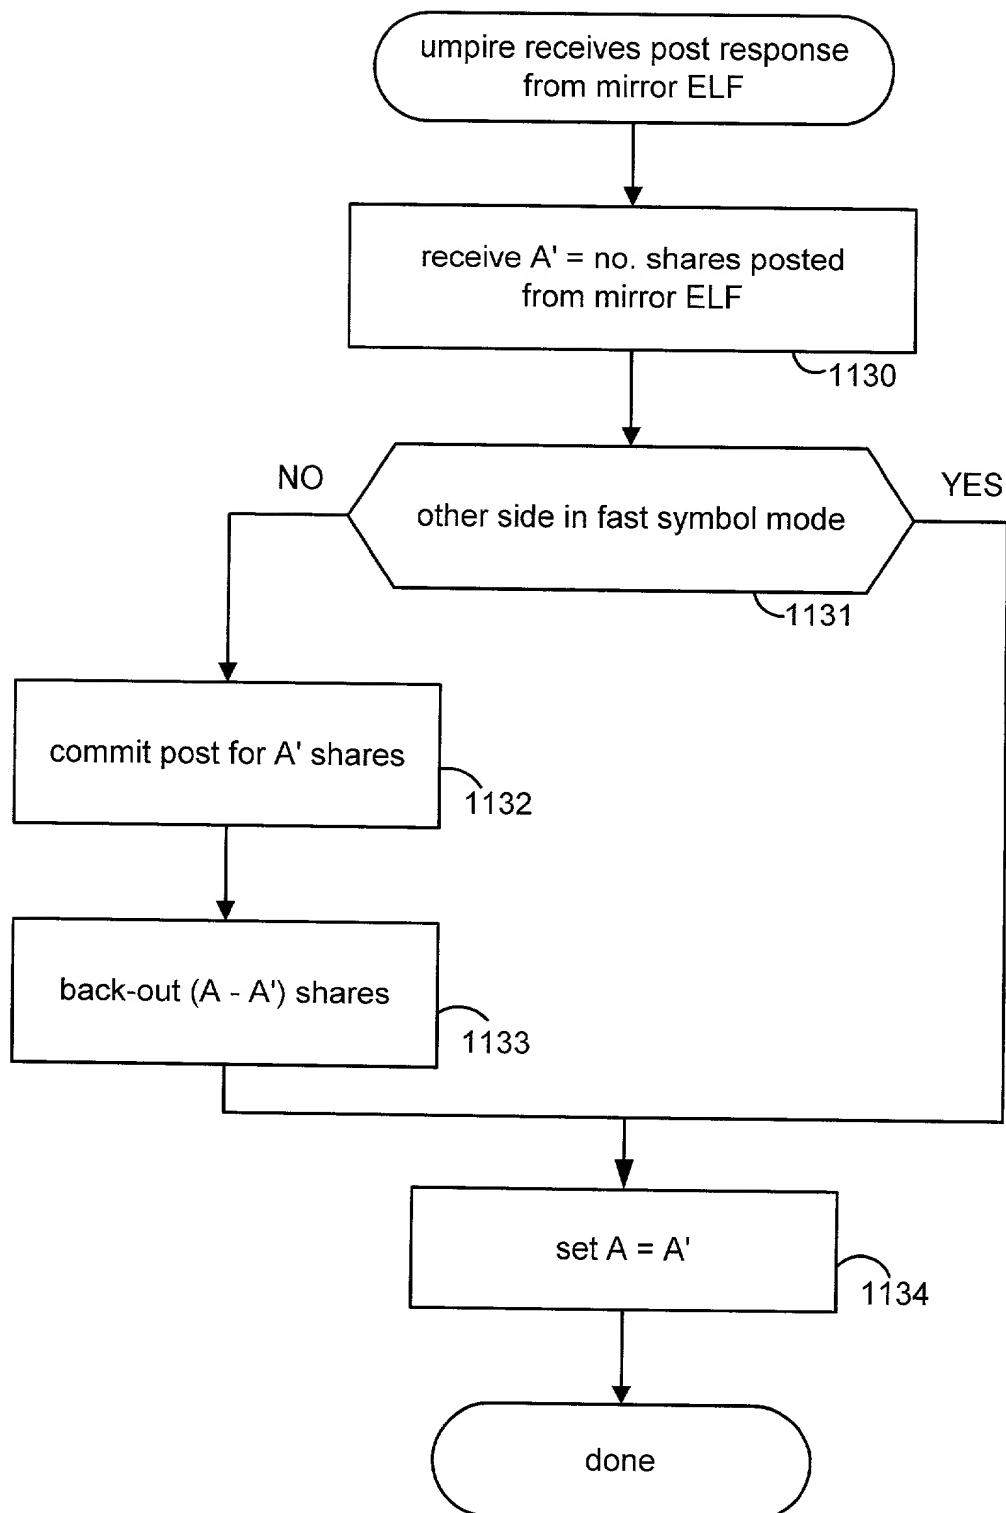 umpire receives post response
from mirror ELF
receive A' = no. shares posted
from mirror ELF
1130
NO
YES
other side in fast symbol mode
1131
commit post for A' shares
1132
back-out (A - A') shares
1133
set A = A'
1134
done